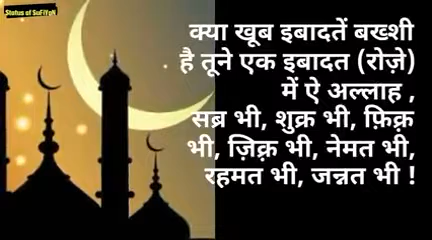 Status of SuFiYaN
क्या खूब इबादतें बख्शी
है तूने एक इबादत (रोज़े)
में ऐ अल्लाह ,
सब्र भी, शुक्र भी, फ़िक्र
भी, ज़िक्र भी, नेमत भी,
रहमत भी, जन्नत भी !